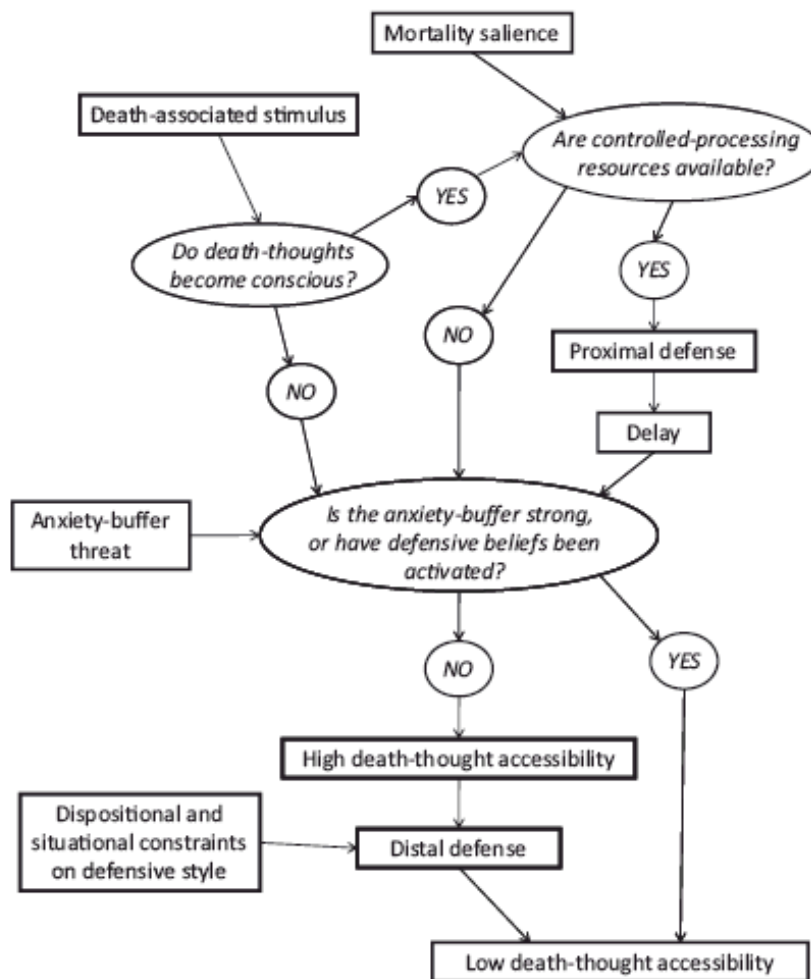 Mortality salience
Death-associated stimulus
Are controlled-processing
resources available?
YES
Do death-thoughts
become conscious?
YES
NO
Proximal defense
NO
Delay
Is the anxiety-buffer strong,
or have defensive beliefs been
activated?
Anxiety-buffer
threat
NO
YES
High death-thought accessibility
Dispositional and
situational constraints
on defensive style
Distal defense
Low death-thought accessibility